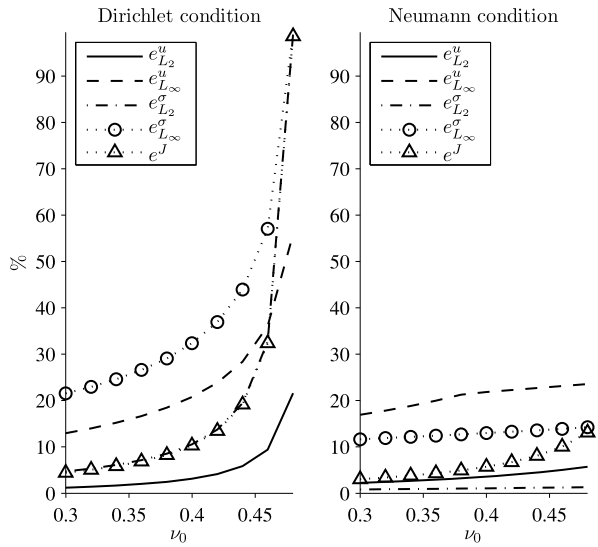 Dirichlet condition
e^u_{L_2}
e^u_{L_∞}
e^σ_{L_2}
e^σ_{L_∞}
e^J
%
90
80
70
60
50
40
30
20
10
0
0.3
0.35
0.4
0.45
ν_0
Neumann condition
e^u_{L_2}
e^u_{L_∞}
e^σ_{L_2}
e^σ_{L_∞}
e^J
90
80
70
60
50
40
30
20
10
0
0.3
0.35
0.4
0.45
ν_0